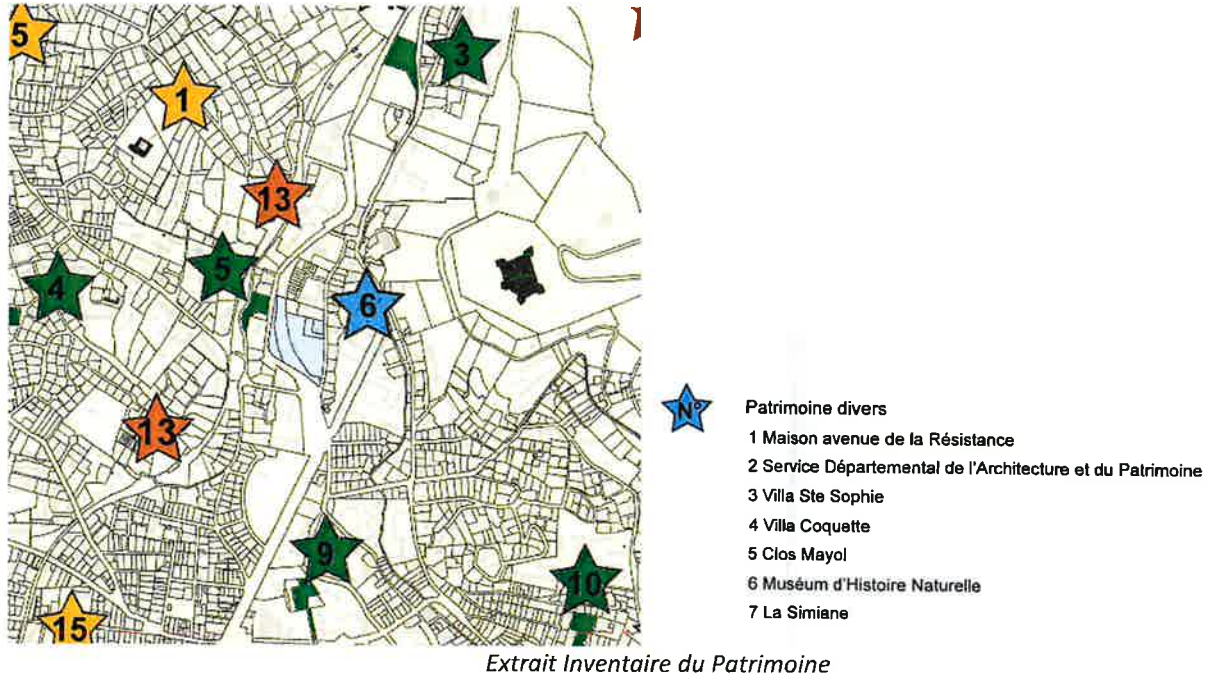 5
3
1
13
5
4
6
13
9
10
15
N°
Patrimoine divers
1 Maison avenue de la Résistance
2 Service Départemental de l'Architecture et du Patrimoine
3 Villa Ste Sophie
4 Villa Coquette
5 Clos Mayol
6 Muséum d'Histoire Naturelle
7 La Simiane
Extrait Inventaire du Patrimoine